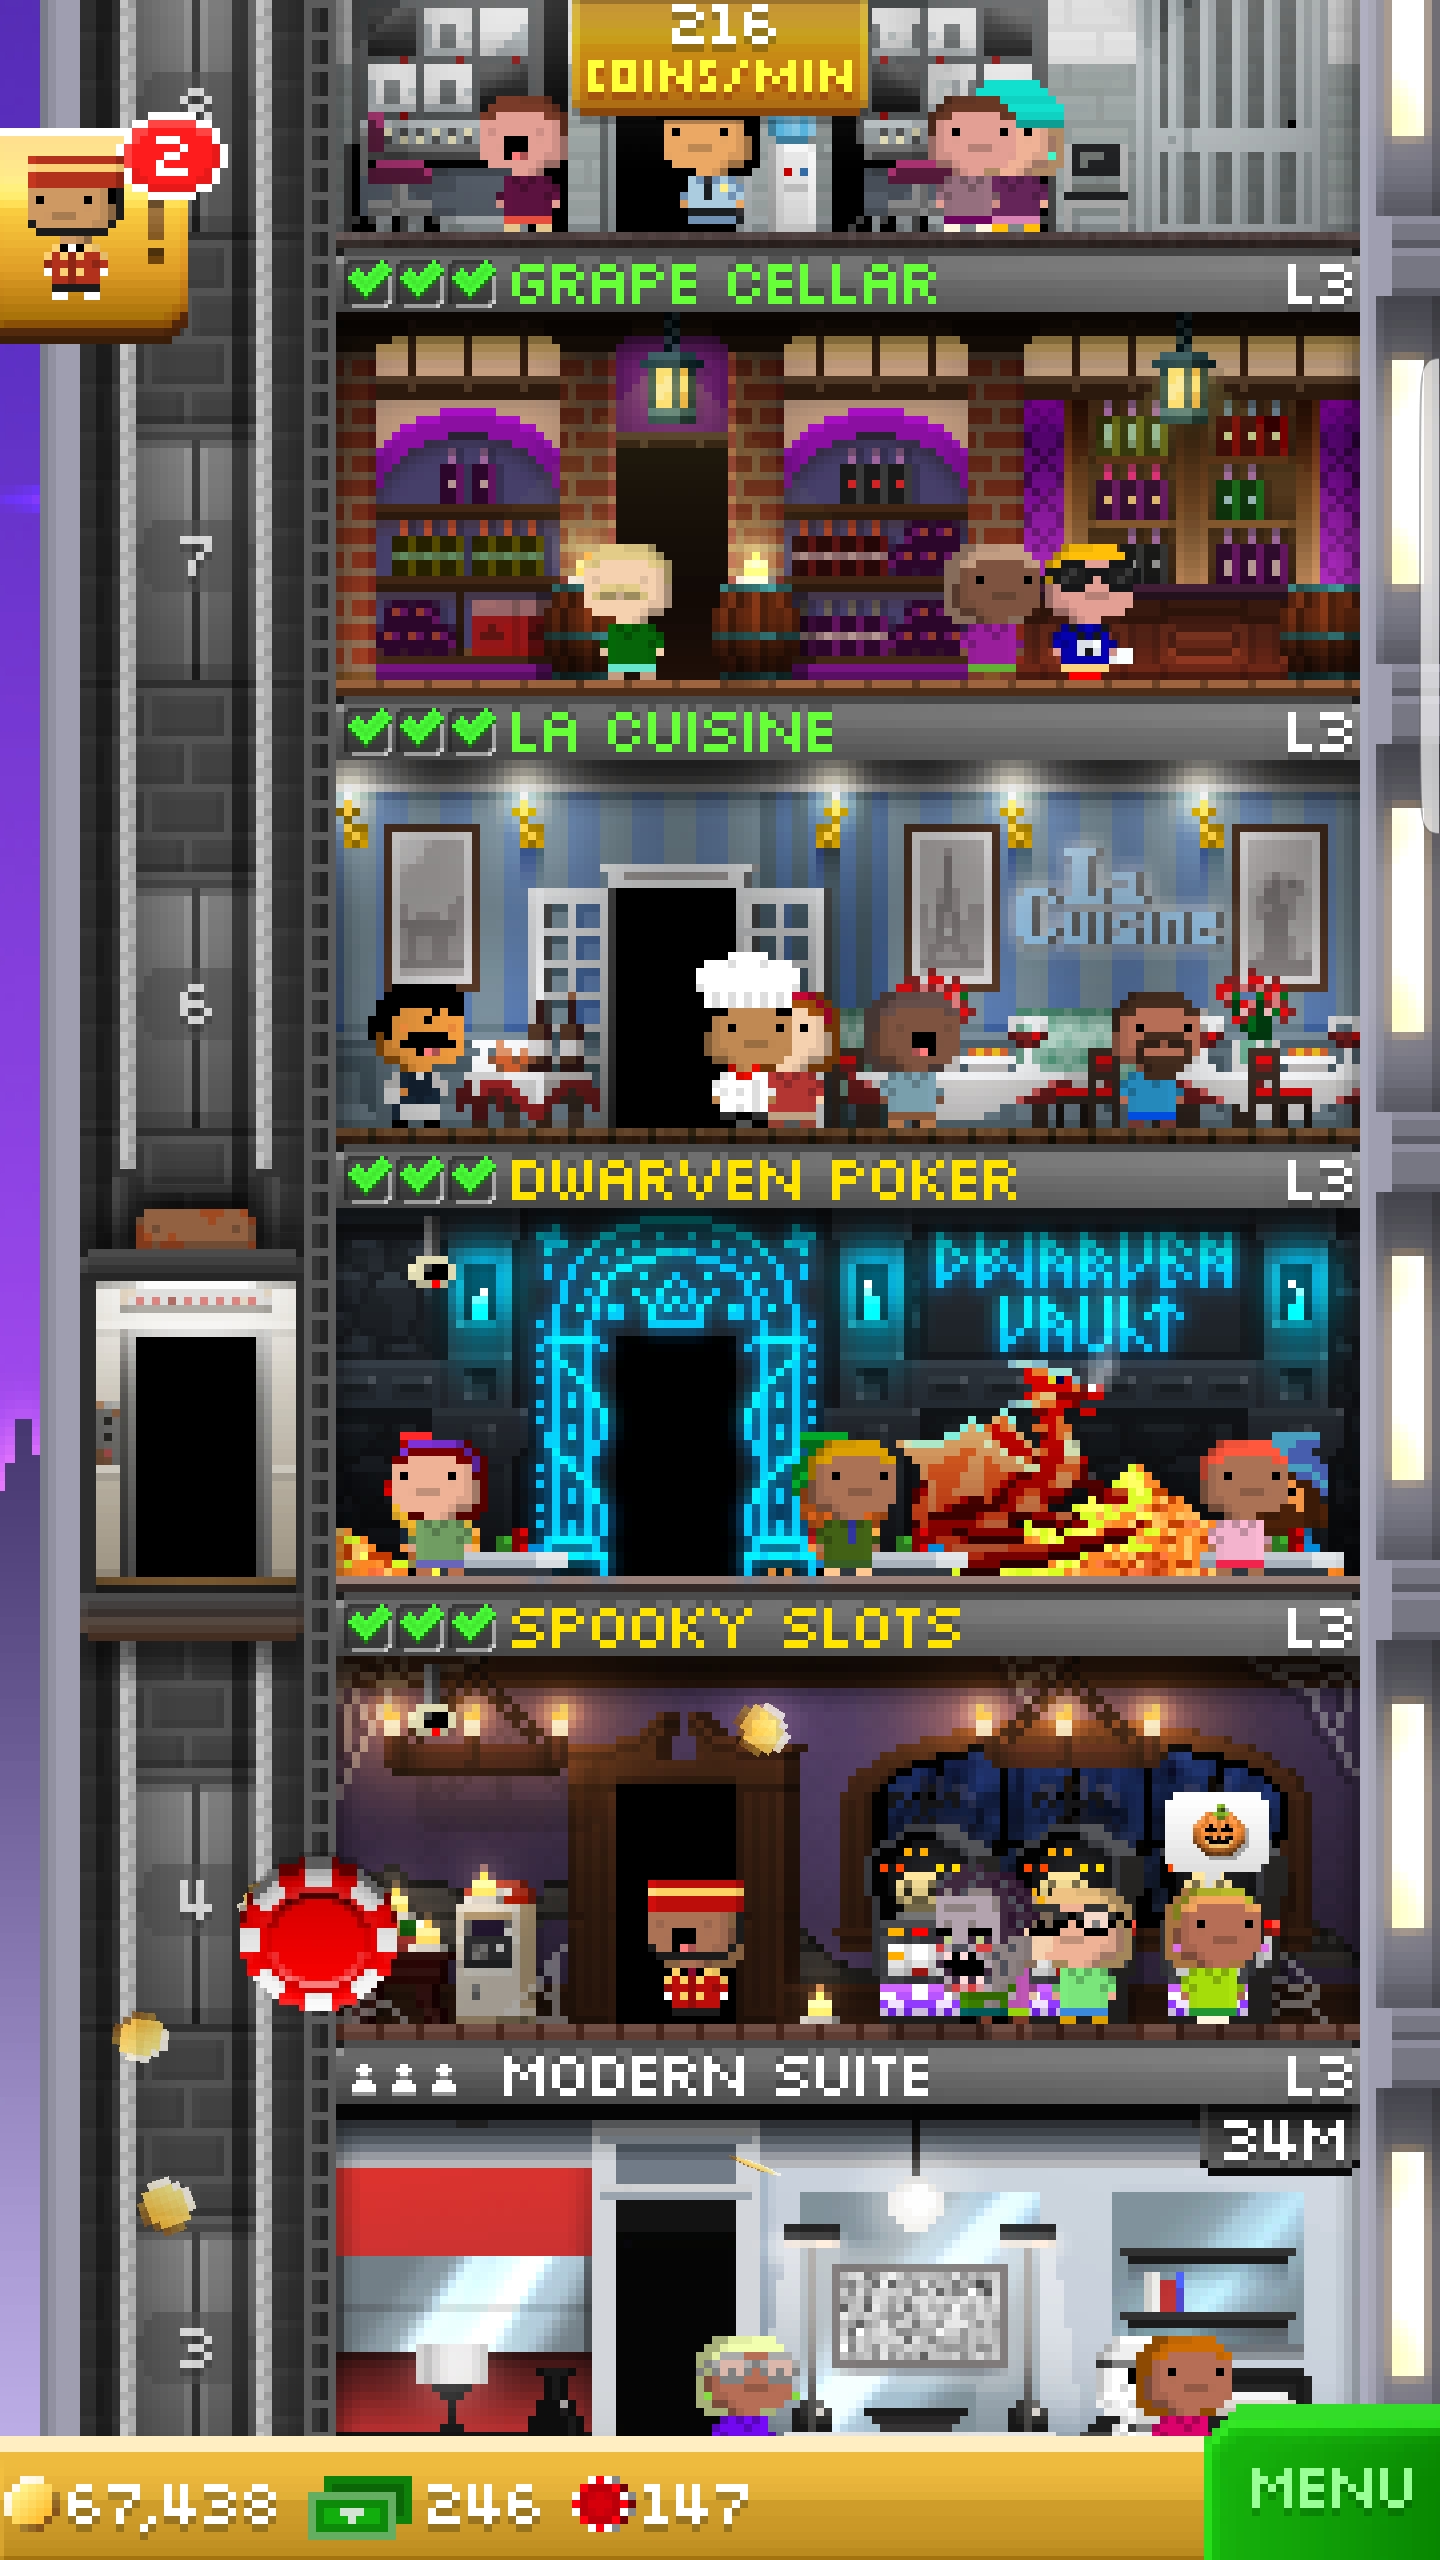 216
COINS/MIN
8
2
!
GRAPE CELLAR L3
7
LA CUISINE L3
La
Cuisine
6
DWARVEN POKER L3
DWARVEN
VAULT
SPOOKY SLOTS L3
4
MODERN SUITE L3
34M
3
67,438 246 147
MENU